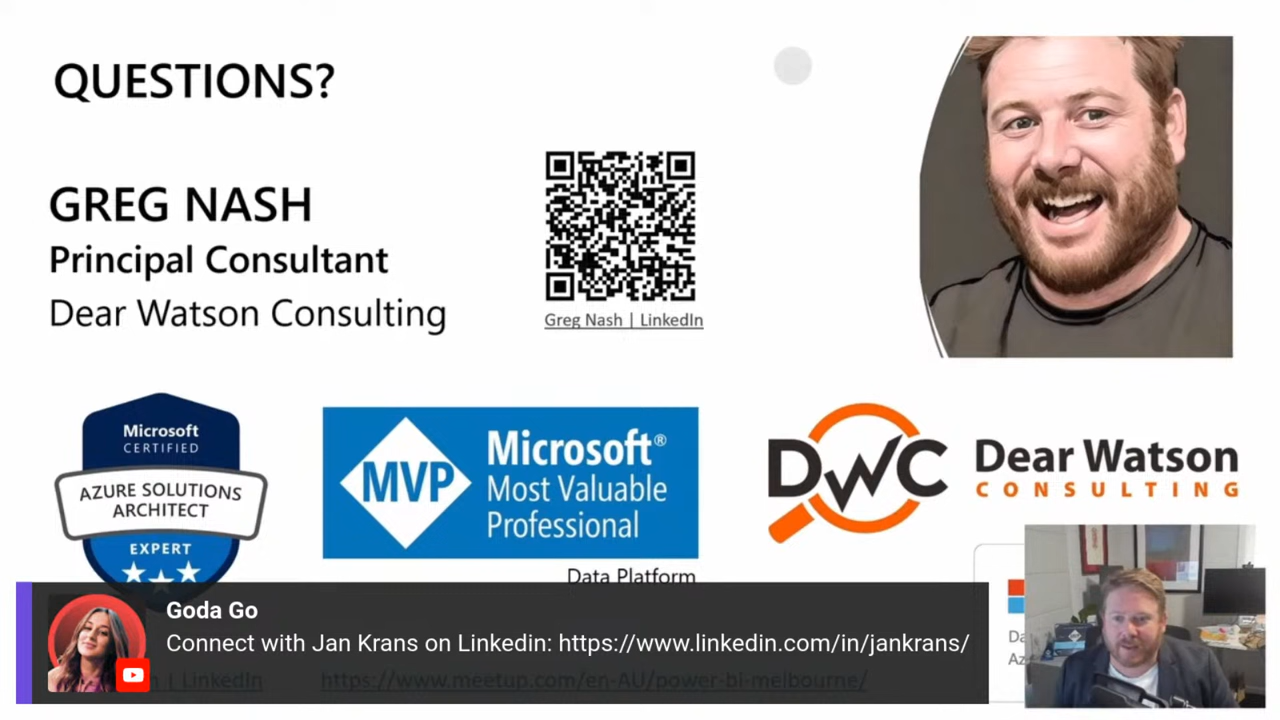 QUESTIONS?
GREG NASH
Principal Consultant
Dear Watson Consulting
Greg Nash | LinkedIn
Microsoft
CERTIFIED
AZURE SOLUTIONS
ARCHITECT
EXPERT
MVP
Microsoft®
Most Valuable
Professional
Data Platform
DWC
Dear Watson
CONSULTING
Goda Go
Connect with Jan Krans on Linkedin: https://www.linkedin.com/in/jankrans/
| LinkedIn
https://www.meetup.com/en-AU/power-bi-melbourne/